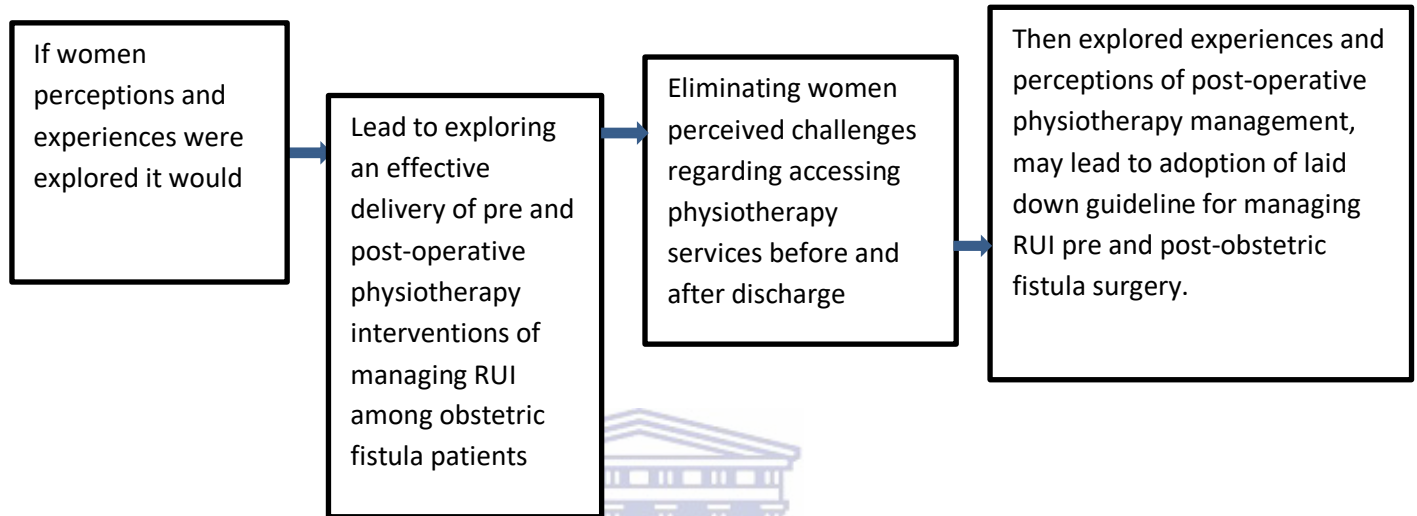 If women
perceptions and
experiences were
explored it would
Lead to exploring
an effective
delivery of pre and
post-operative
physiotherapy
interventions of
managing RUI
among obstetric
fistula patients
Eliminating women
perceived challenges
regarding accessing
physiotherapy
services before and
after discharge
Then explored experiences and
perceptions of post-operative
physiotherapy management,
may lead to adoption of laid
down guideline for managing
RUI pre and post-obstetric
fistula surgery.